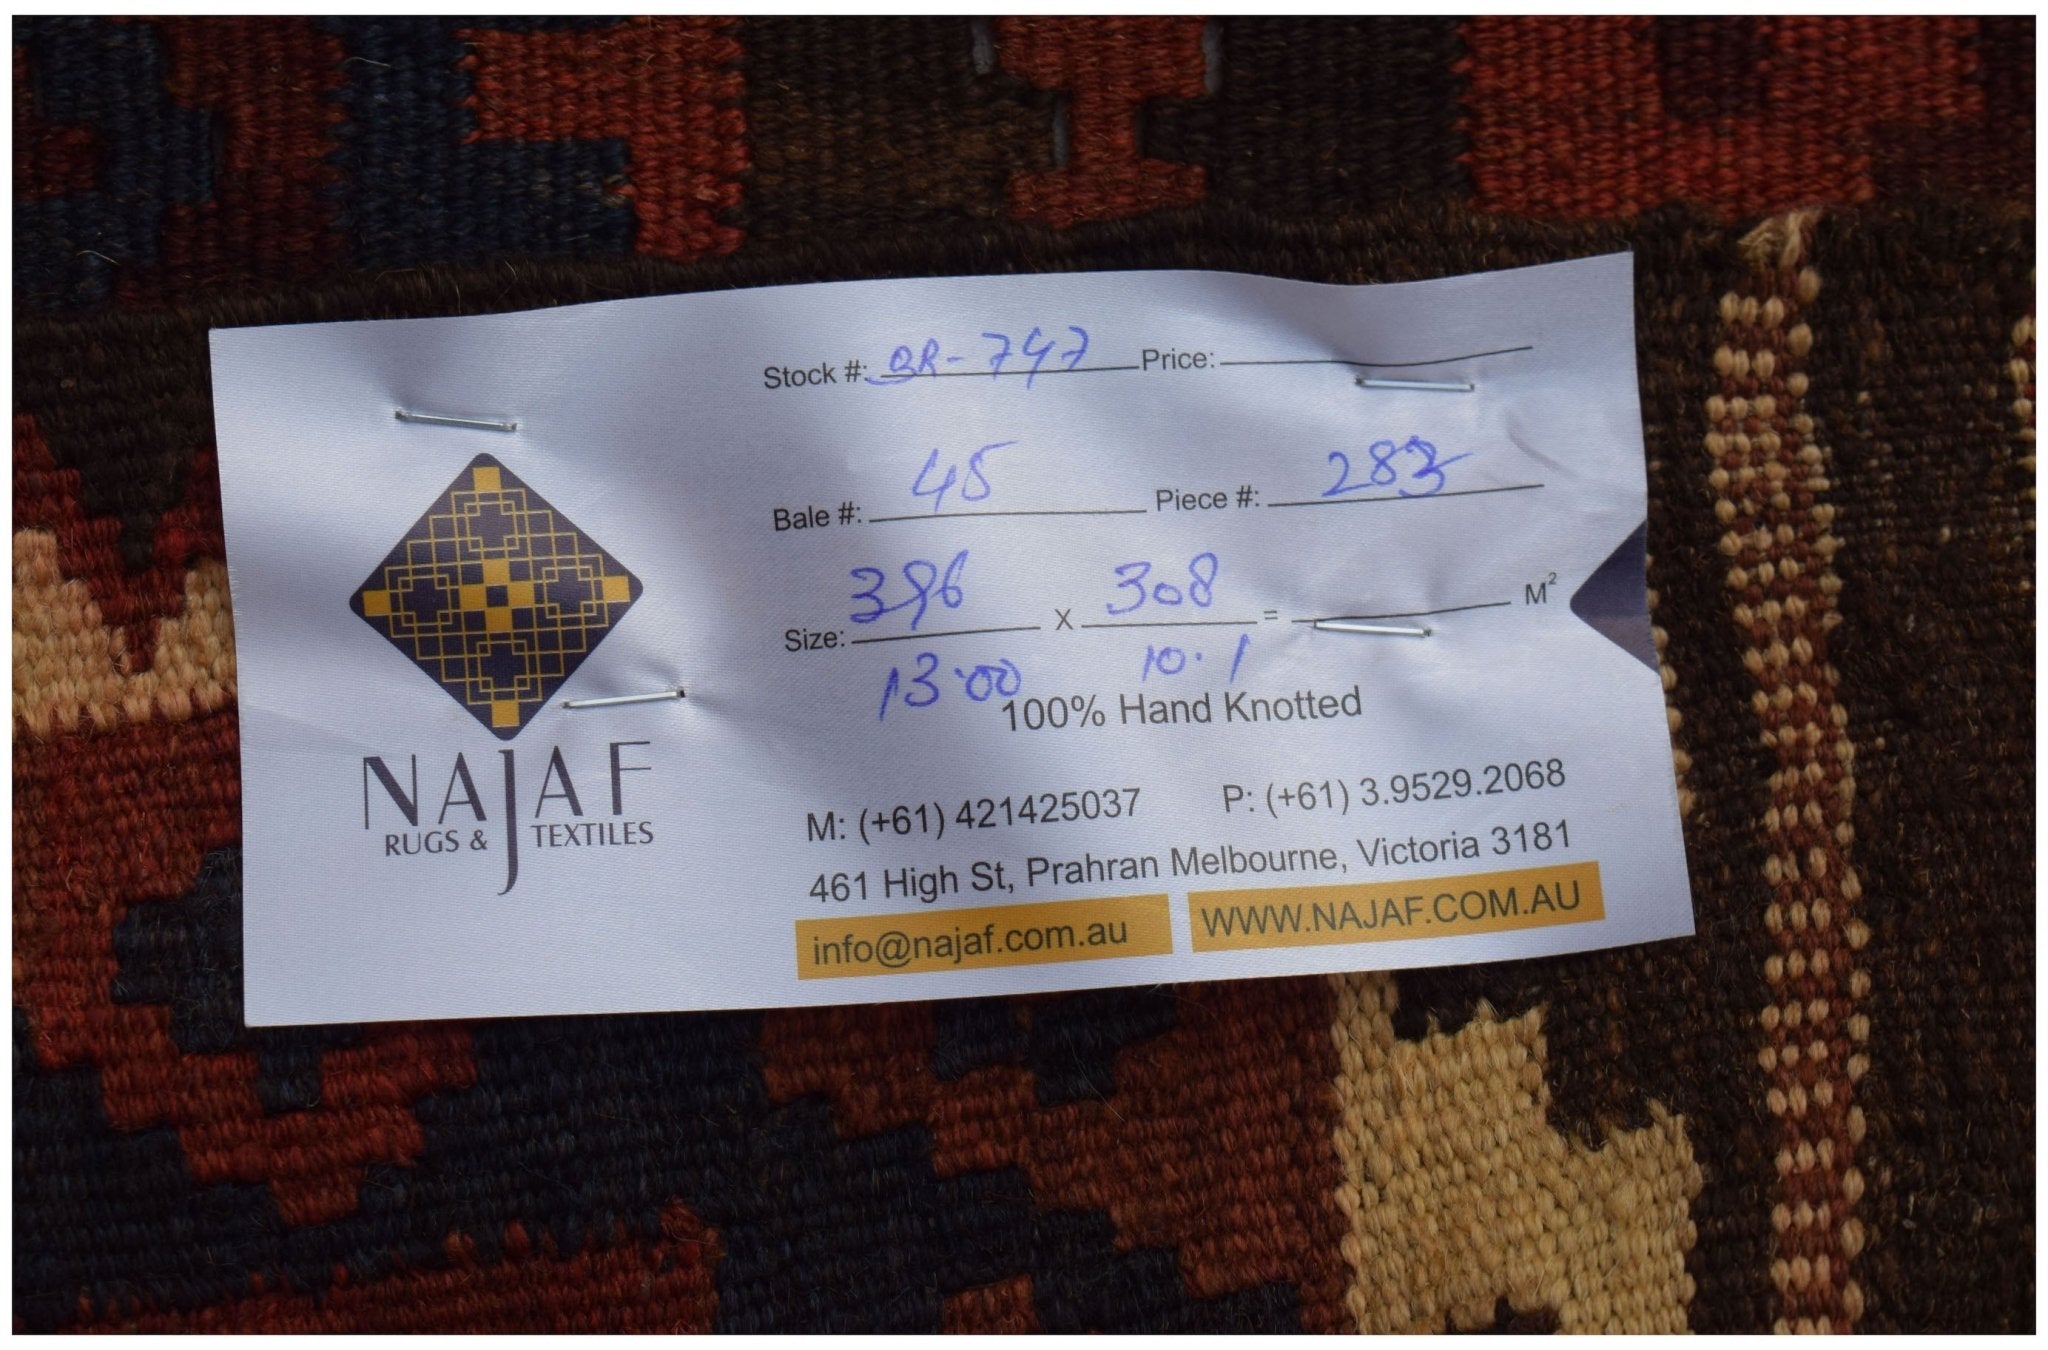 Stock #: BR-747 Price:
Bale #: 45 Piece #: 283
Size: 396 X 308 = M²
13.00 10.1
100% Hand Knotted
NAJAF
RUGS & TEXTILES
M: (+61) 421425037 P: (+61) 3.9529.2068
461 High St, Prahran Melbourne, Victoria 3181
info@najaf.com.au WWW.NAJAF.COM.AU